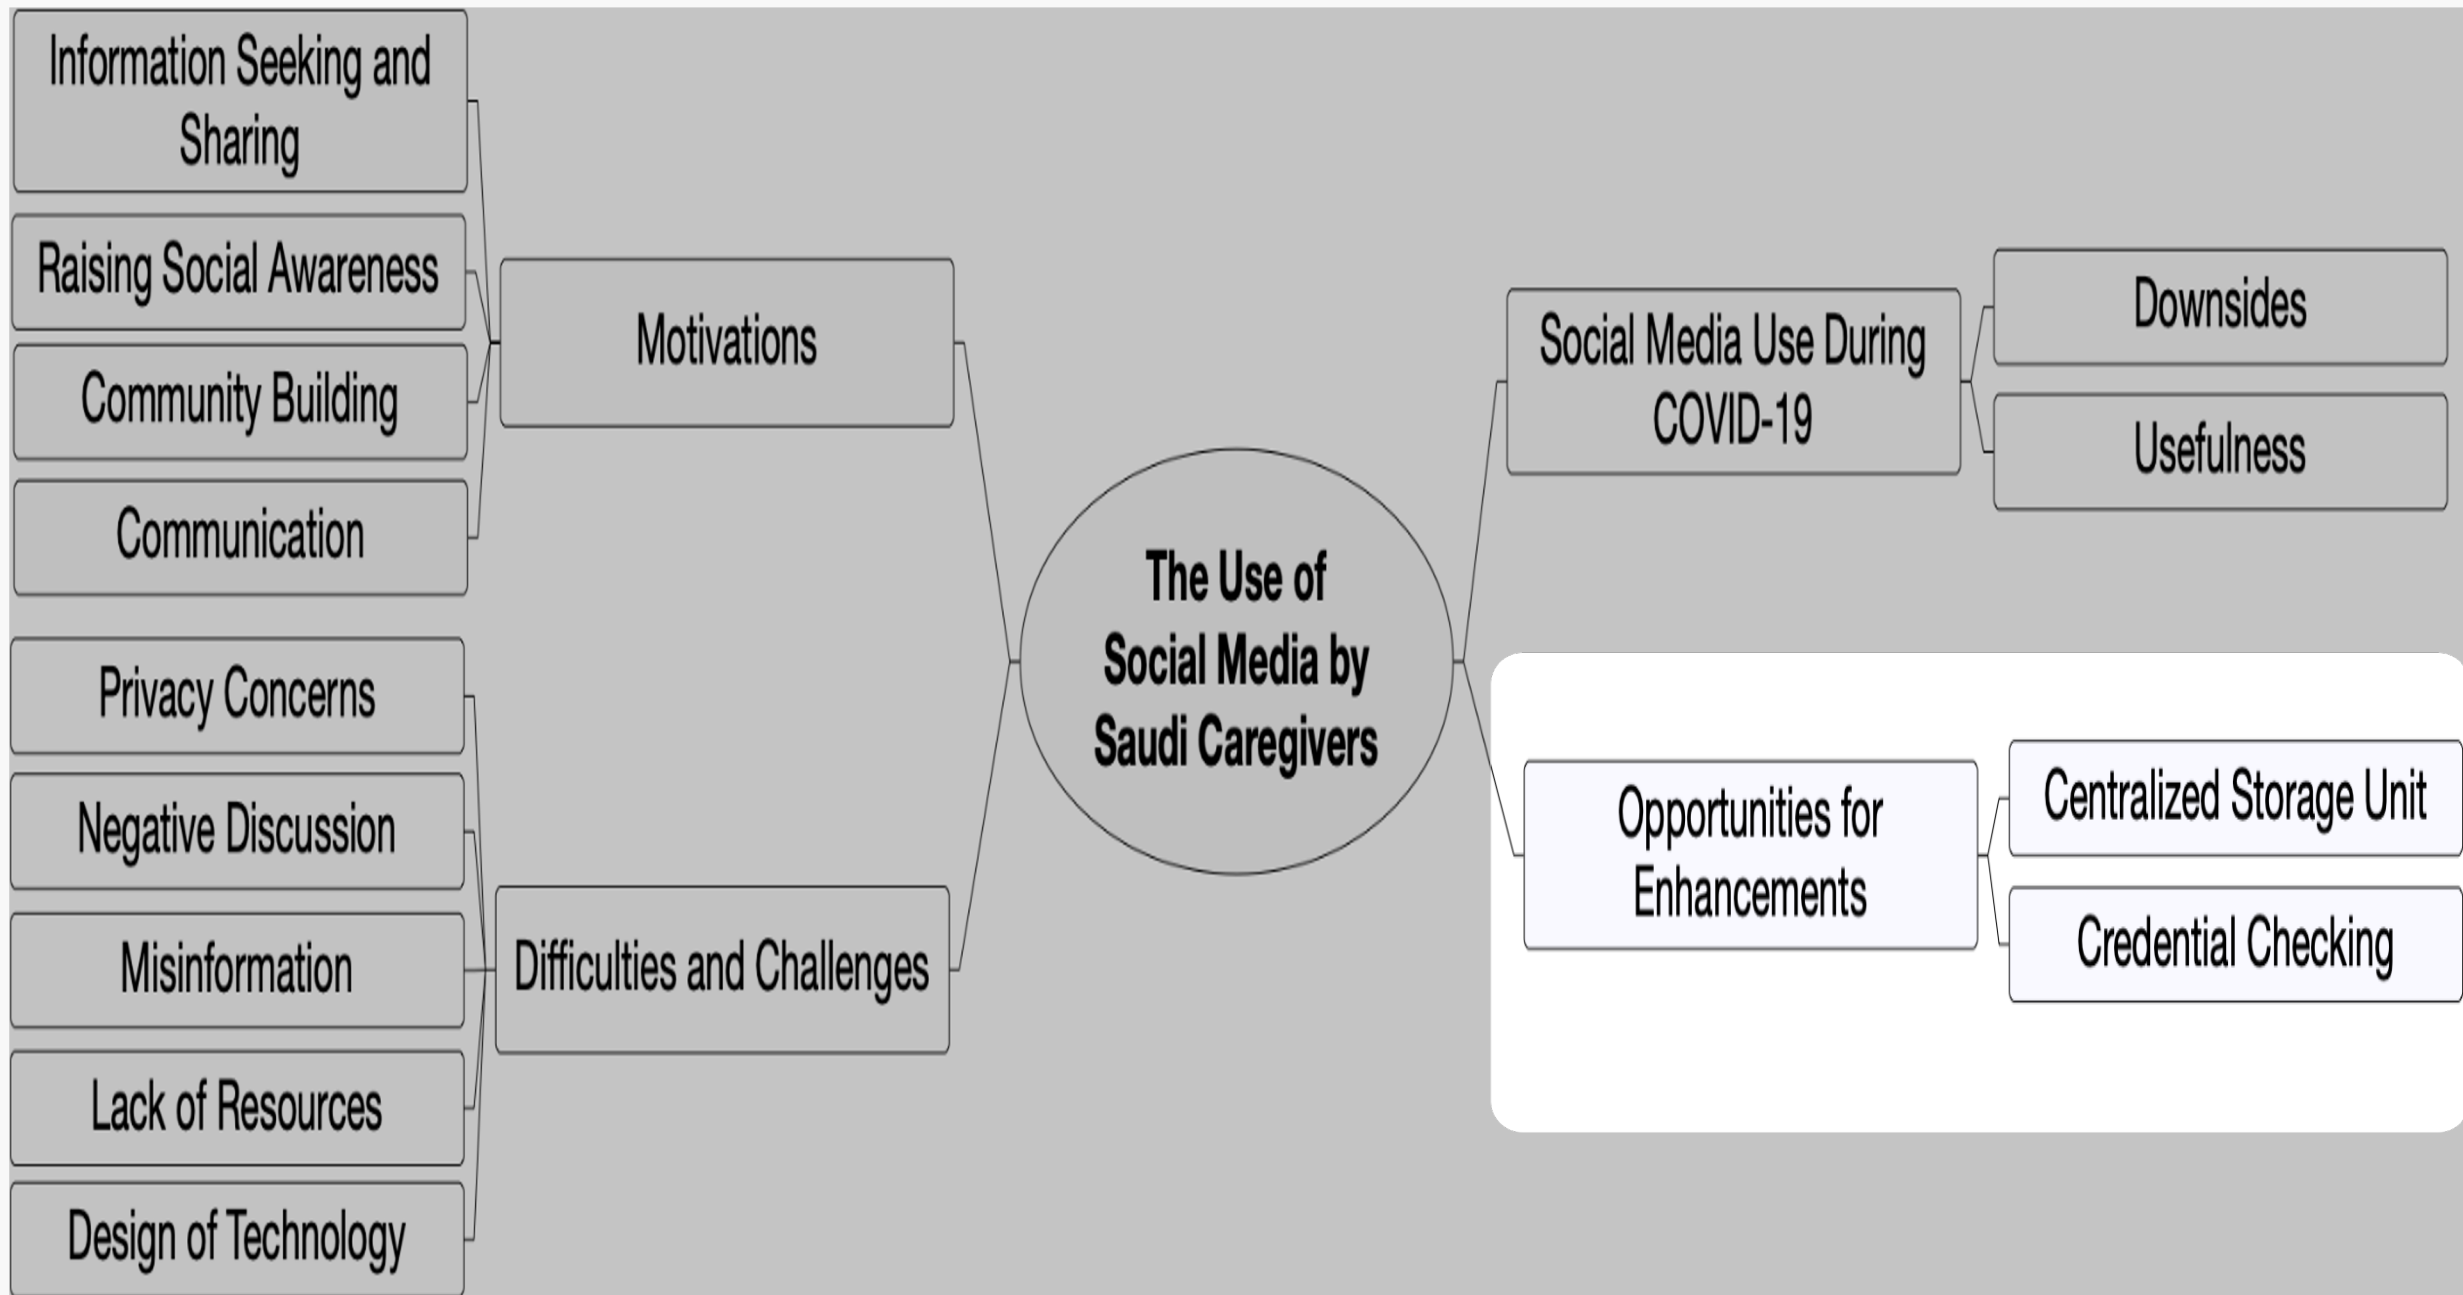 Information Seeking and
Sharing
Raising Social Awareness
Community Building
Communication
Motivations
Privacy Concerns
Negative Discussion
Misinformation
Lack of Resources
Design of Technology
Difficulties and Challenges
The Use of
Social Media by
Saudi Caregivers
Social Media Use During
COVID-19
Downsides
Usefulness
Opportunities for
Enhancements
Centralized Storage Unit
Credential Checking